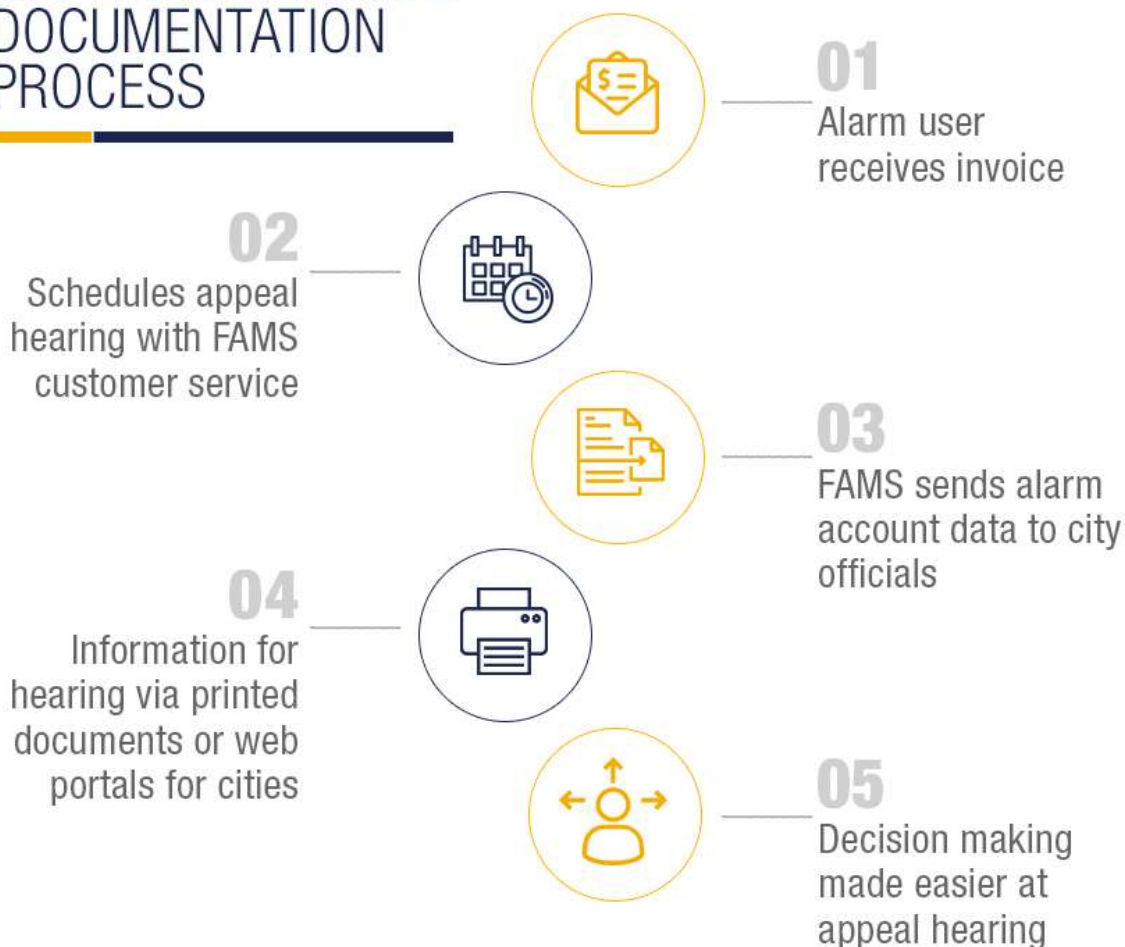 DOCUMENTATION
PROCESS
01
Alarm user
receives invoice
02
Schedules appeal
hearing with FAMS
customer service
03
FAMS sends alarm
account data to city
officials
04
Information for
hearing via printed
documents or web
portals for cities
05
Decision making
made easier at
appeal hearing